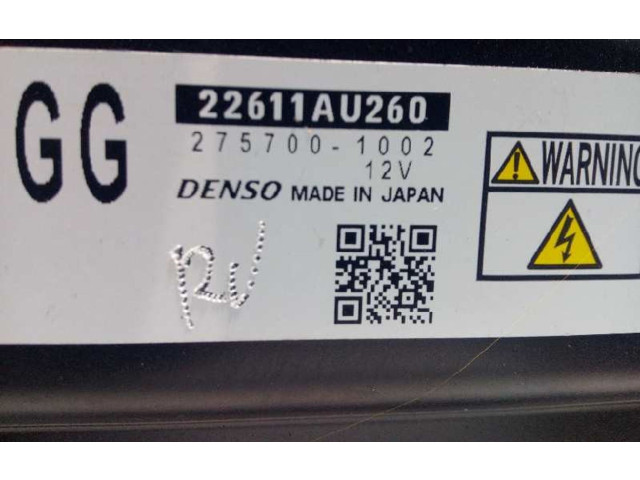 GG
22611AU260
275700-1002
12V
DENSO MADE IN JAPAN
WARNING